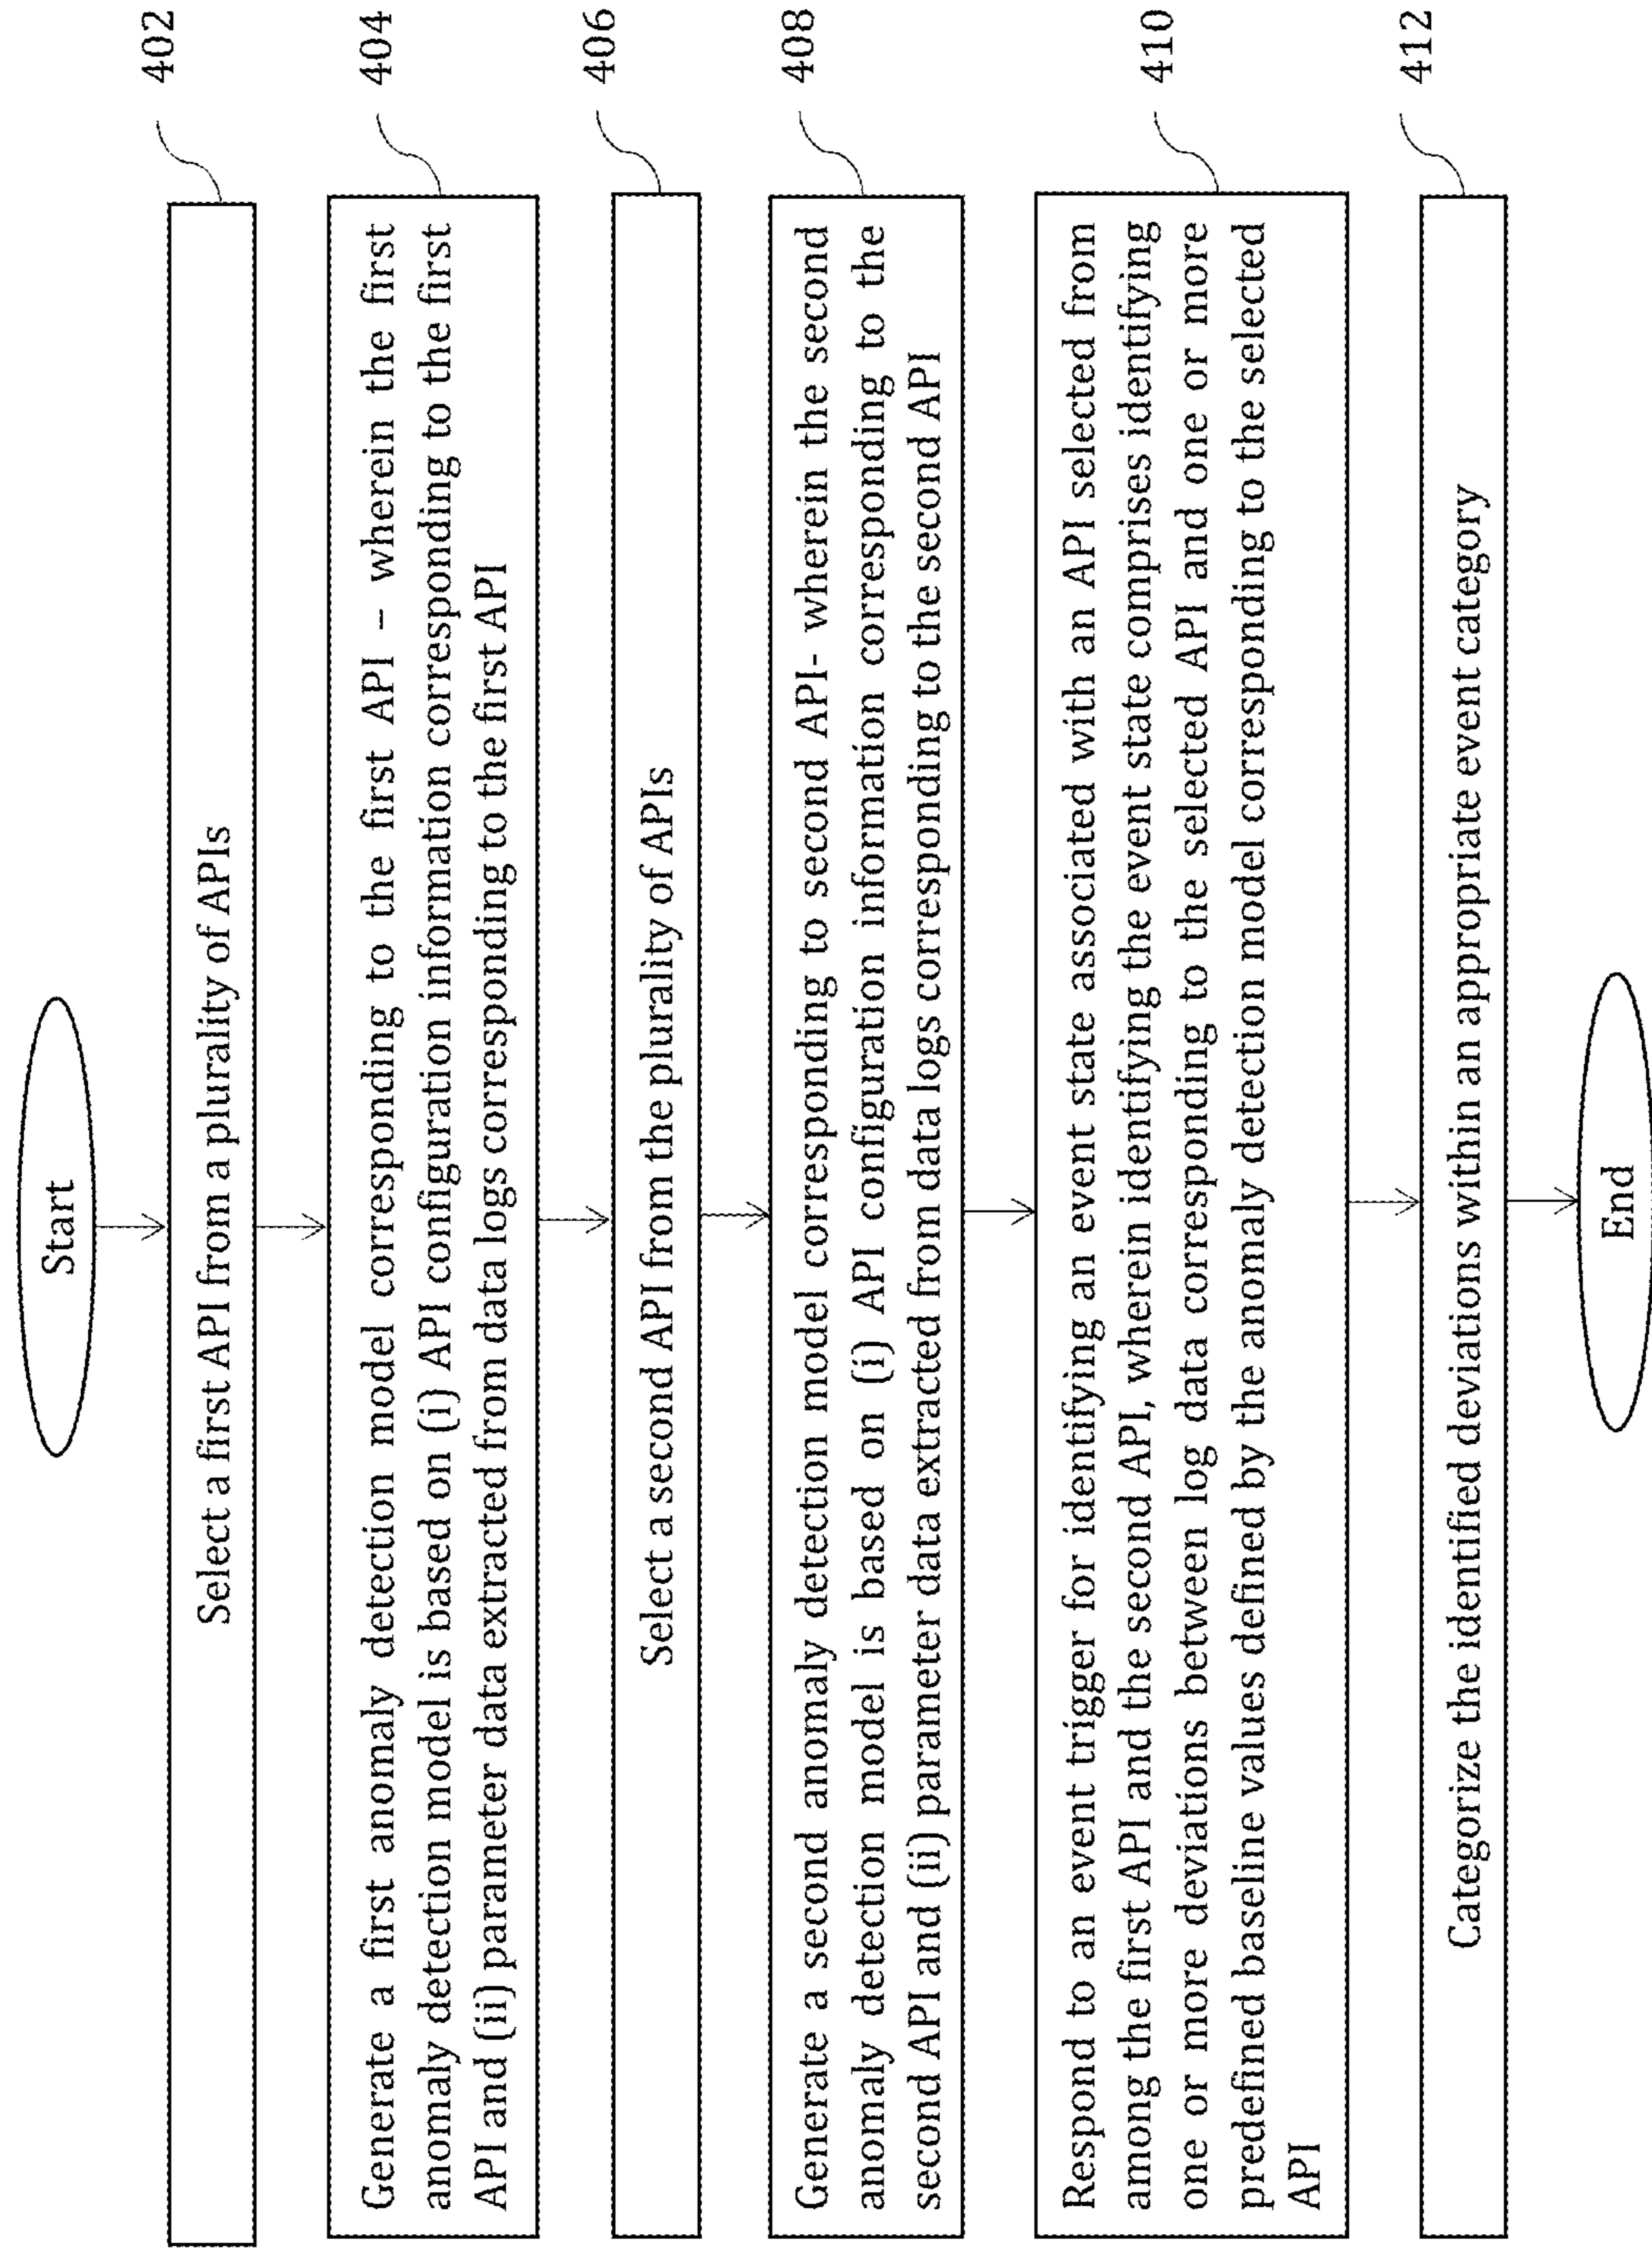 Start
Select a first API from a plurality of APIs
402
Generate a first anomaly detection model corresponding to the first API – wherein the first
anomaly detection model is based on (i) API configuration information corresponding to the first
API and (ii) parameter data extracted from data logs corresponding to the first API
404
Select a second API from the plurality of APIs
406
Generate a second anomaly detection model corresponding to second API- wherein the second
anomaly detection model is based on (i) API configuration information corresponding to the
second API and (ii) parameter data extracted from data logs corresponding to the second API
408
Respond to an event trigger for identifying an event state associated with an API selected from
among the first API and the second API, wherein identifying the event state comprises identifying
one or more deviations between log data corresponding to the selected API and one or more
predefined baseline values defined by the anomaly detection model corresponding to the selected
API
410
Categorize the identified deviations within an appropriate event category
412
End